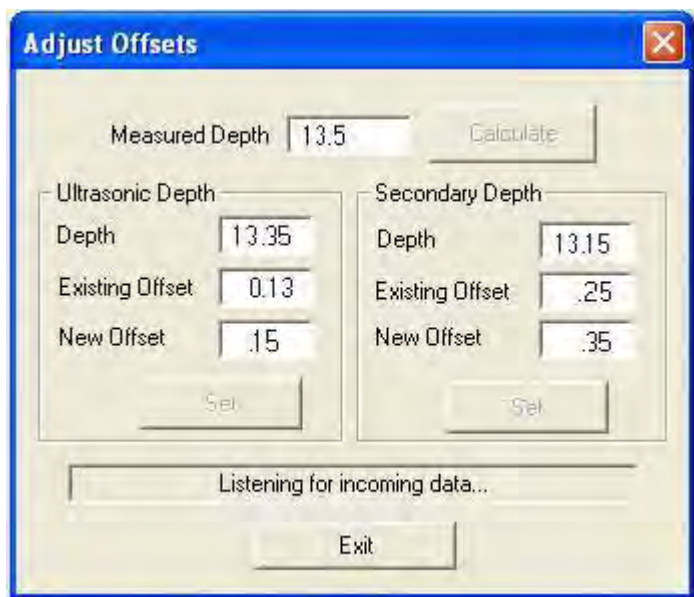 Adjust Offsets
Measured Depth 13.5 Calculate
Ultrasonic Depth
Depth 13.35
Existing Offset 0.13
New Offset .15
Set
Secondary Depth
Depth 13.15
Existing Offset .25
New Offset .35
Set
Listening for incoming data...
Exit